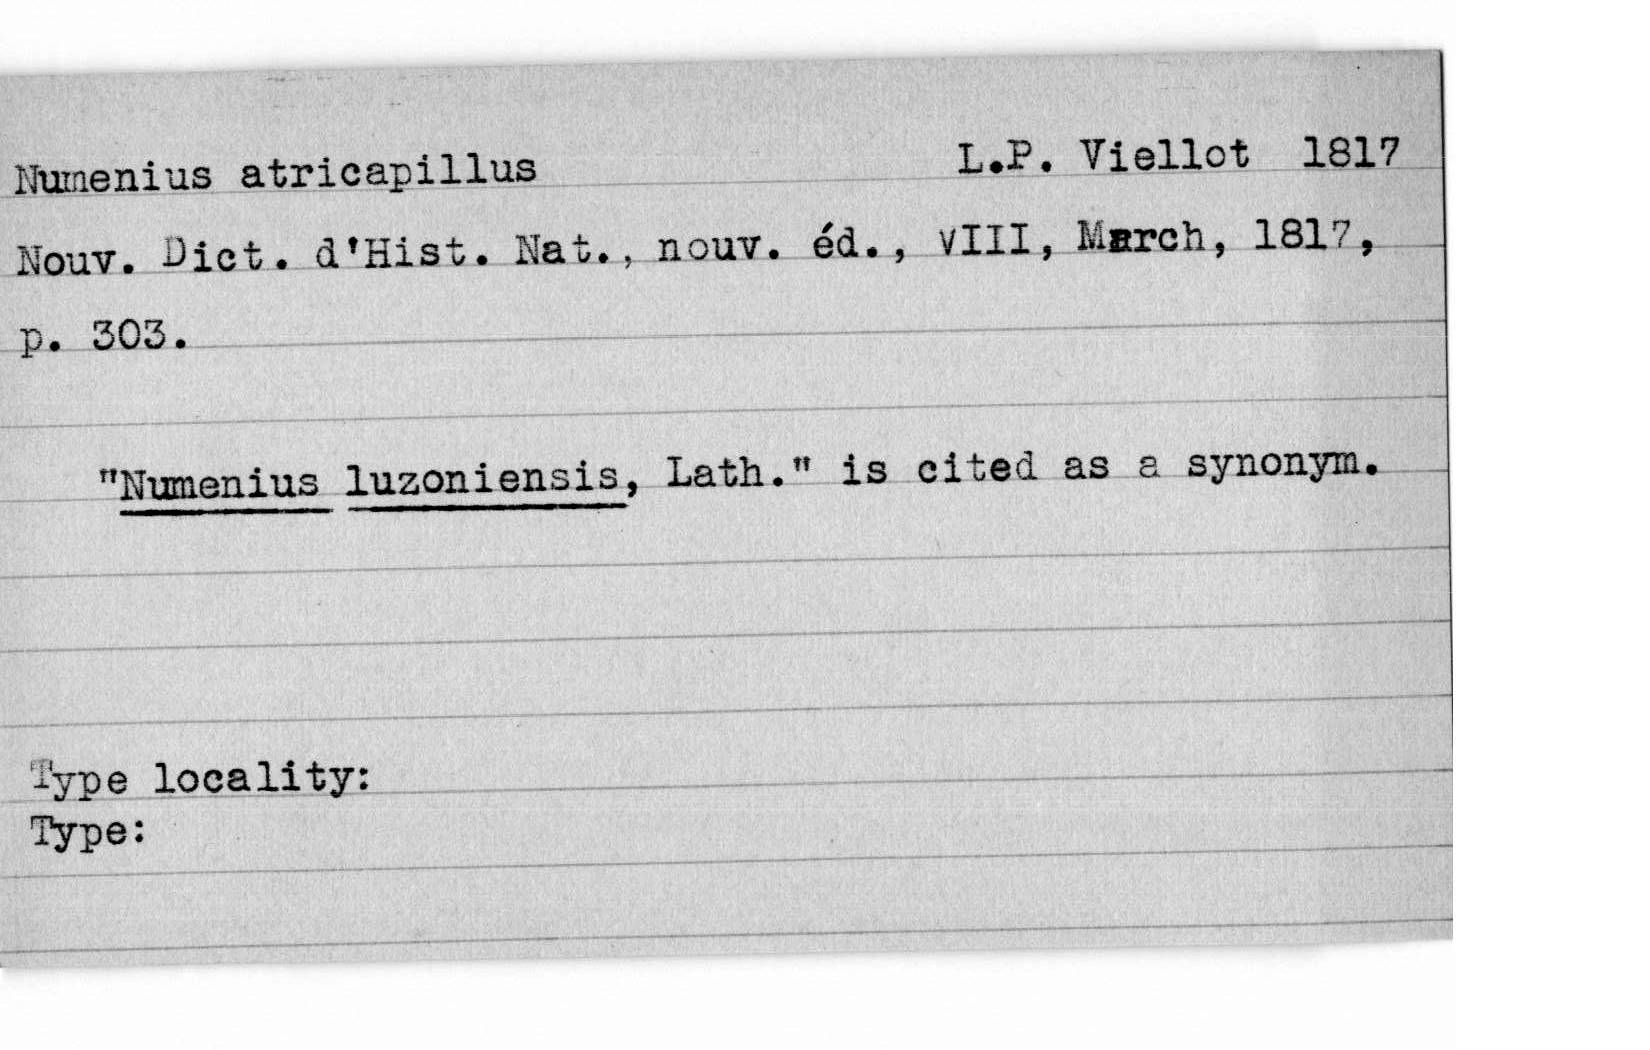 Numenius atricapillus L.P. Viellot 1817
Nouv. Dict. d'Hist. Nat., nouv. éd., VIII, March, 1817,
p. 303.
"Numenius luzoniensis, Lath." is cited as a synonym.
Type locality:
Type: